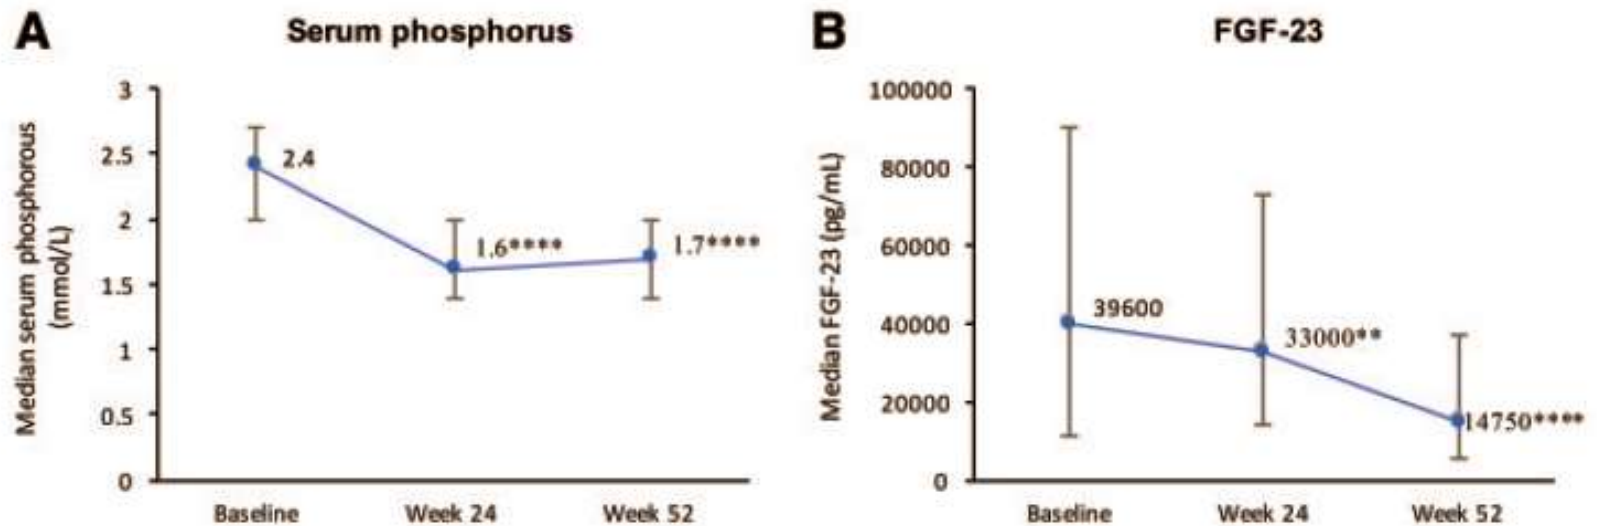 A
Serum phosphorus
Median serum phosphorous
(mmol/L)
3
2.5
2
1.5
1
0.5
0
2.4
1.6****
1.7****
Baseline Week 24 Week 52
B
FGF-23
Median FGF-23 (pg/mL)
100000
80000
60000
40000
20000
0
39600
33000**
14750****
Baseline Week 24 Week 52